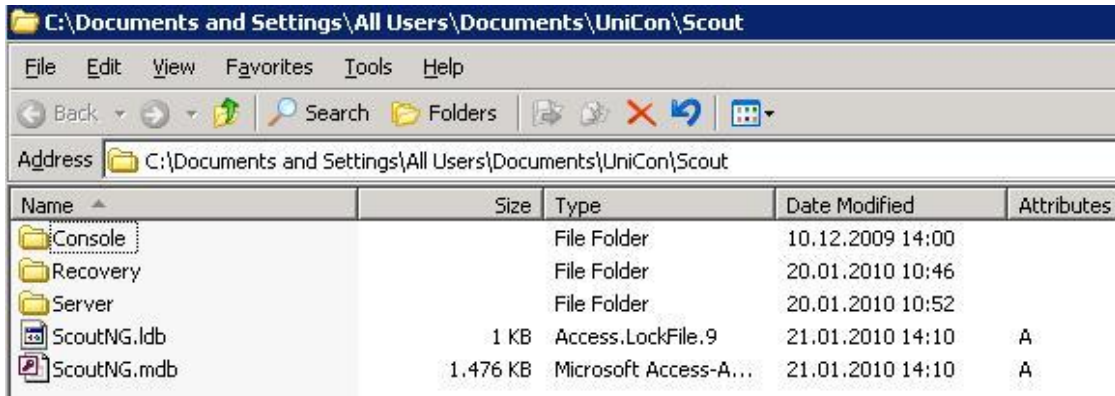 C:\Documents and Settings\All Users\Documents\UniCon\Scout
File Edit View Favorites Tools Help
Back Search Folders
Address C:\Documents and Settings\All Users\Documents\UniCon\Scout
Name Size Type Date Modified Attributes
Console File Folder 10.12.2009 14:00
Recovery File Folder 20.01.2010 10:46
Server File Folder 20.01.2010 10:52
ScoutNG.ldb 1 KB Access.LockFile.9 21.01.2010 14:10 A
ScoutNG.mdb 1.476 KB Microsoft Access-A... 21.01.2010 14:10 A